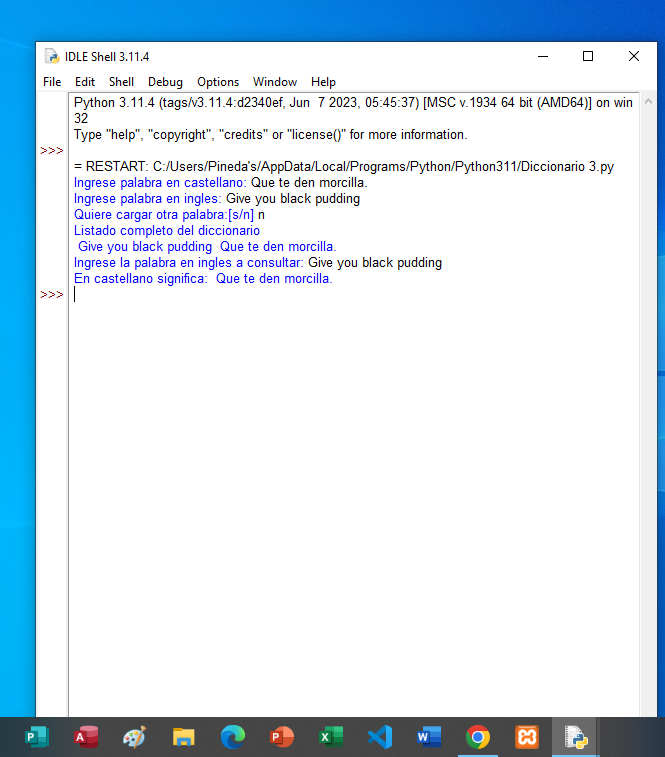 IDLE Shell 3.11.4
File Edit Shell Debug Options Window Help
Python 3.11.4 (tags/v3.11.4:d2340ef, Jun  7 2023, 05:45:37) [MSC v.1934 64 bit (AMD64)] on win
32
Type "help", "copyright", "credits" or "license()" for more information.
>>>
= RESTART: C:/Users/Pineda's/AppData/Local/Programs/Python/Python311/Diccionario 3.py
Ingrese palabra en castellano: Que te den morcilla.
Ingrese palabra en ingles: Give you black pudding
Quiere cargar otra palabra:[s/n] n
Listado completo del diccionario
Give you black pudding  Que te den morcilla.
Ingrese la palabra en ingles a consultar: Give you black pudding
En castellano significa:  Que te den morcilla.
>>>
P A P X W